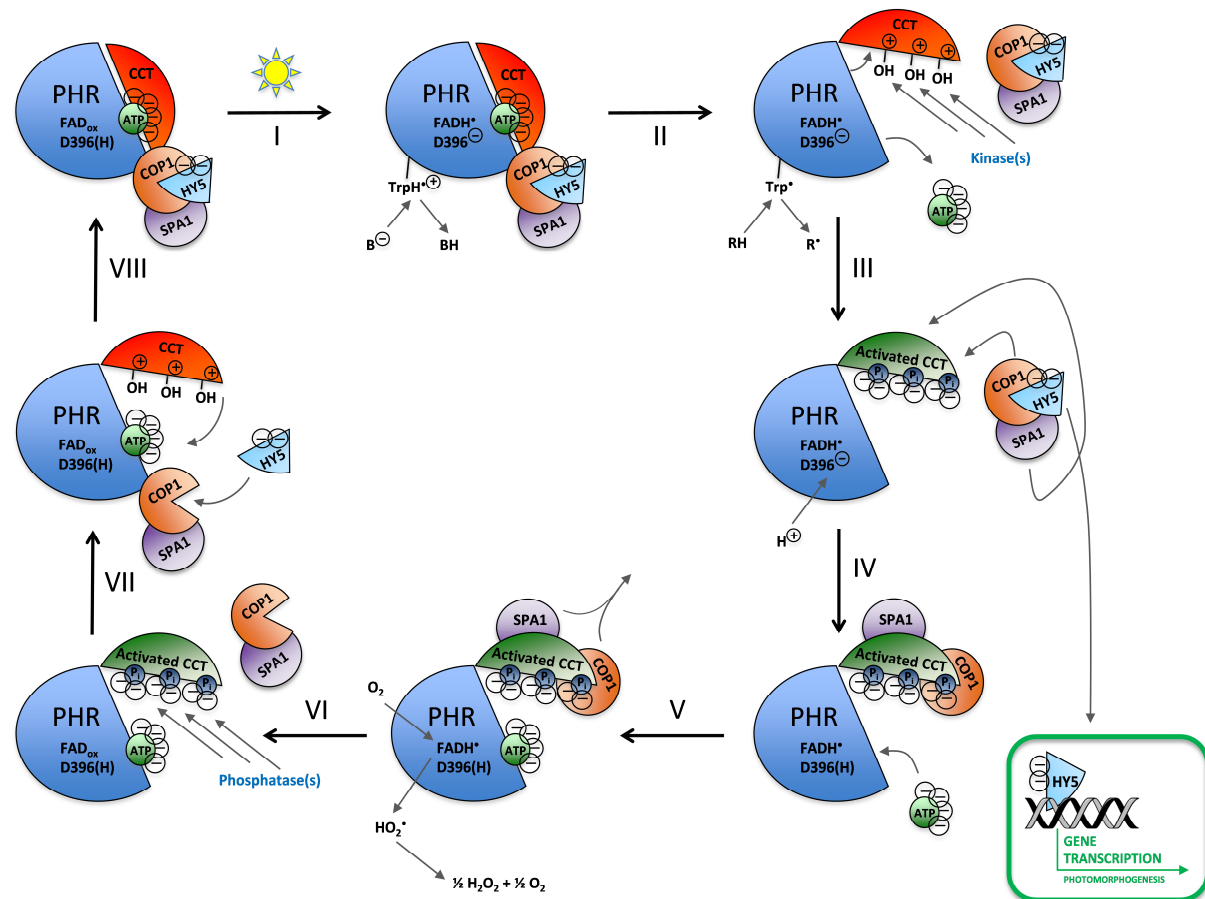 PHR
FADox
D396(H)
CCT
ATP
COP1
HY5
SPA1
I
PHR
FADH•
D396⊖
CCT
ATP
COP1
HY5
SPA1
TrpH•⊕
B⊖
BH
II
PHR
FADH•
D396⊖
CCT
OH
OH
OH
Kinase(s)
COP1
HY5
SPA1
ATP
Trp•
RH
R•
III
PHR
FADH•
D396⊖
Activated CCT
Pi
Pi
Pi
COP1
HY5
SPA1
H⊕
IV
SPA1
Activated CCT
Pi
Pi
Pi
COP1
PHR
FADH•
D396(H)
ATP
HY5
GENE
TRANSCRIPTION
PHOTOMORPHOGENESIS
V
SPA1
Activated CCT
Pi
Pi
Pi
COP1
O2
PHR
FADH•
D396(H)
ATP
HO2•
½ H2O2 + ½ O2
VI
COP1
SPA1
Activated CCT
Pi
Pi
Pi
PHR
FADox
D396(H)
ATP
Phosphatase(s)
VII
CCT
OH
OH
OH
PHR
FADox
D396(H)
ATP
HY5
COP1
SPA1
VIII